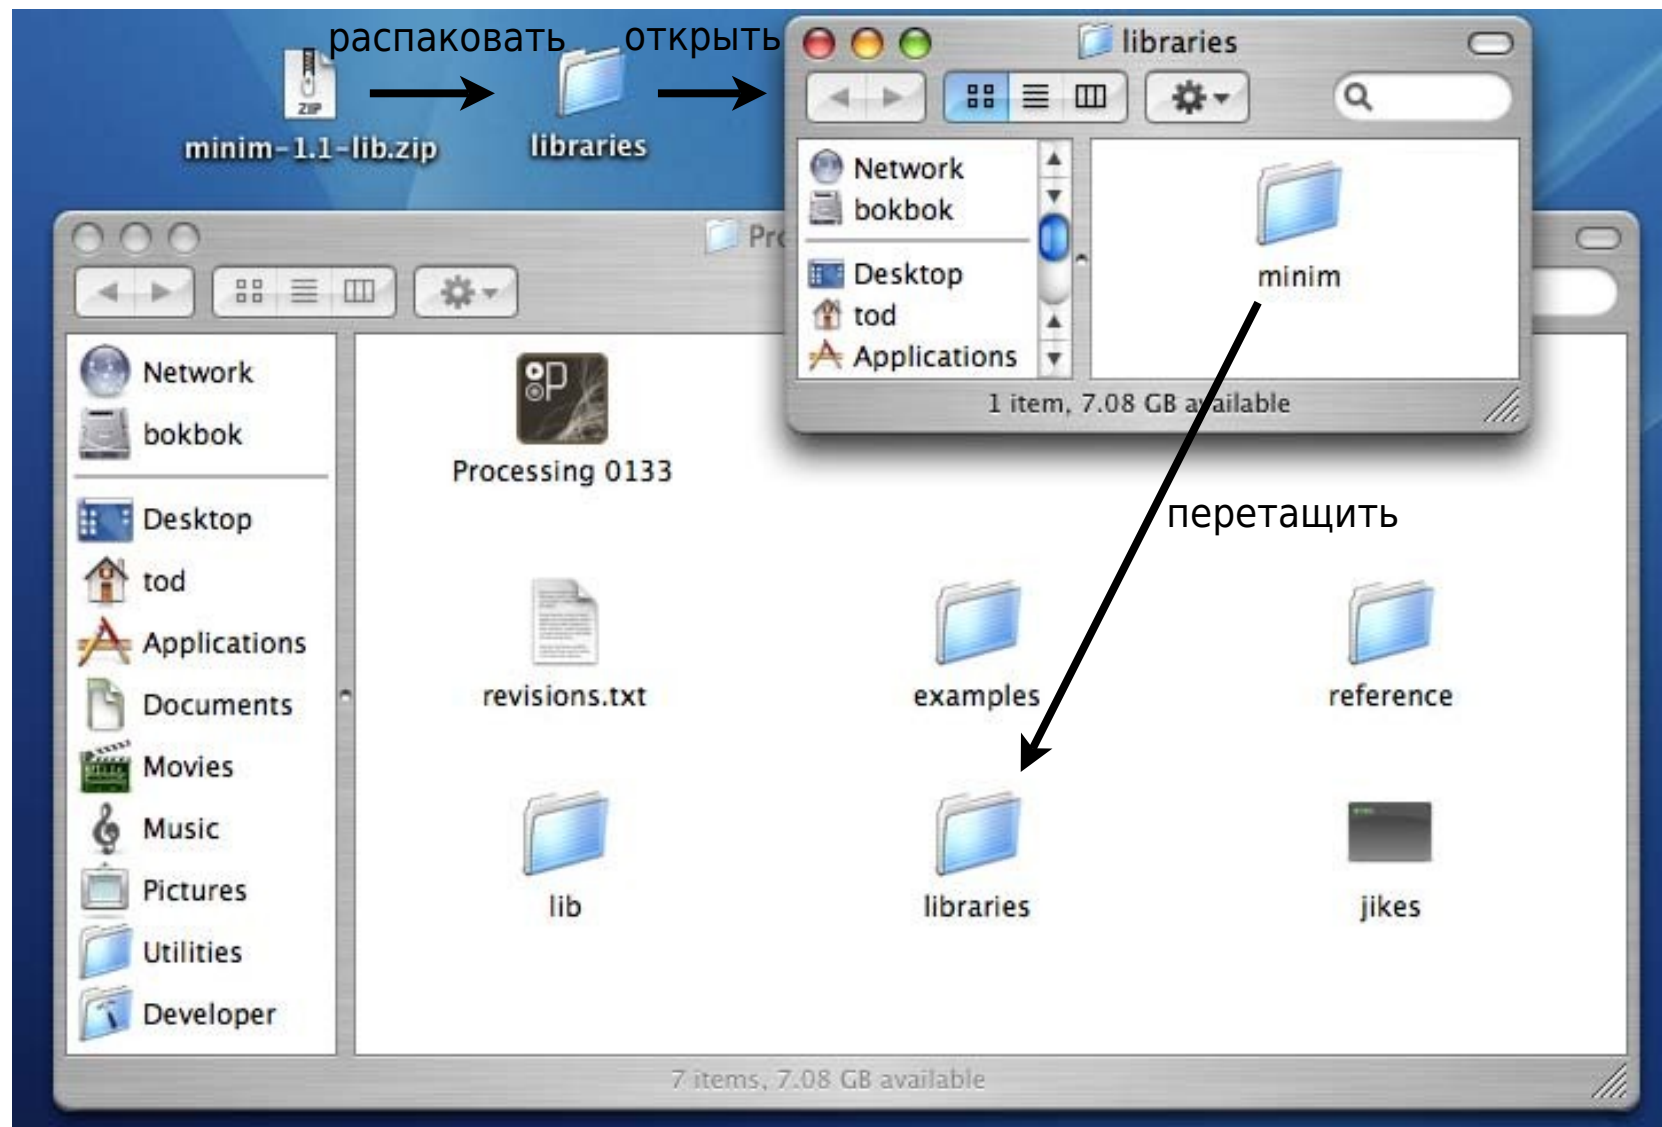 распаковать
открыть
ZIP
minim-1.1-lib.zip
libraries
libraries
Network
bokbok
Desktop
tod
Applications
minim
1 item, 7.08 GB available
перетащить
Network
bokbok
Desktop
tod
Applications
Documents
Movies
Music
Pictures
Utilities
Developer
Processing 0133
revisions.txt
examples
reference
lib
libraries
jikes
7 items, 7.08 GB available